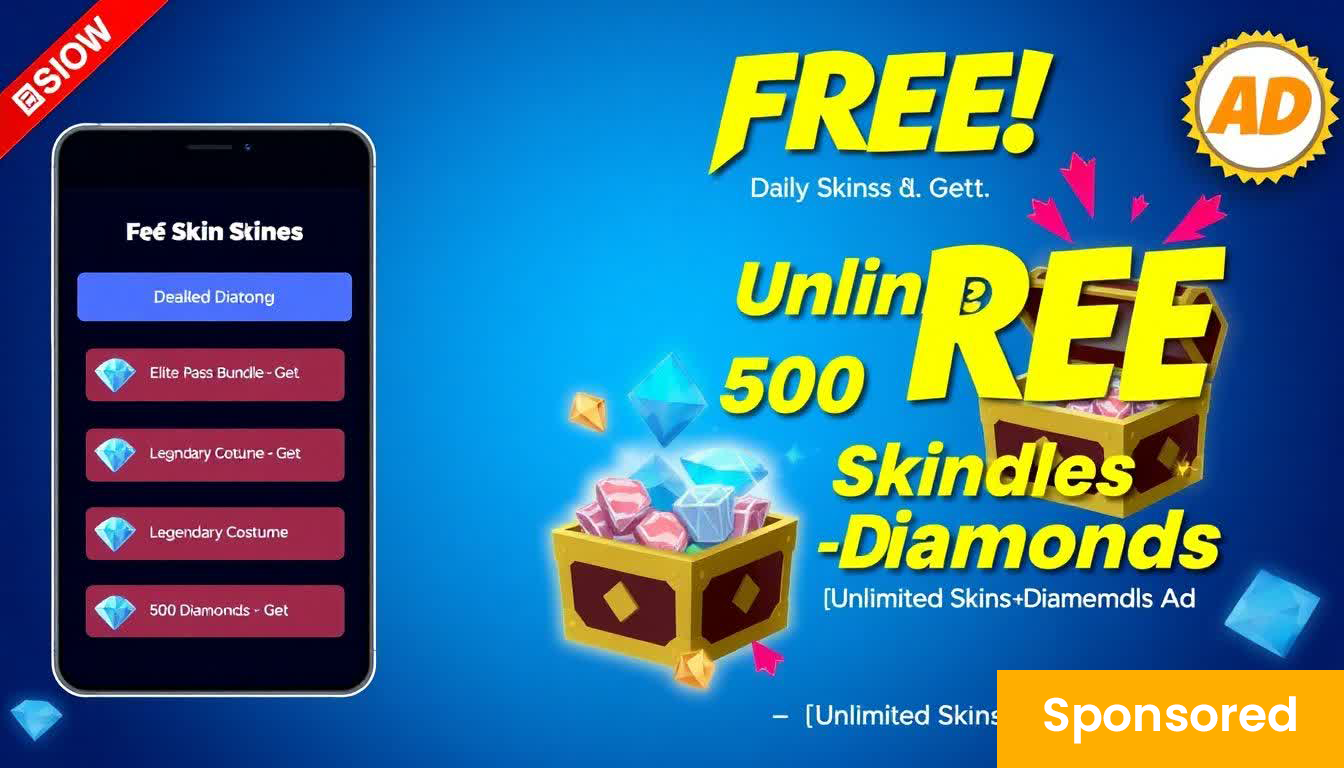 SIOW
FREE!
AD
Daily Skinss &. Gett.
Feé Skin Skines
Dealled Diatong
Elite Pass Bundle - Get
Legndary Cotune - Get
Legendary Costume
500 Diamonds - Get
Unlin
REE
500
Skindles
-Diamonds
[Unlimited Skins+Diamemdls Ad
– [Unlimited Skins
Sponsored